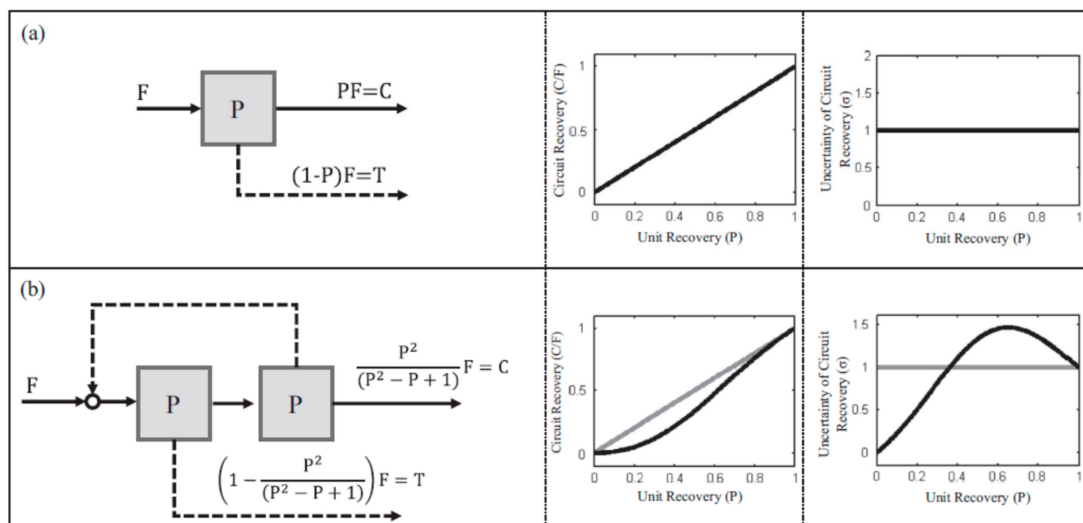 (a)
F
P
PF=C
(1-P)F=T
Circuit Recovery (C/F)
1
0.5
0
0 0.2 0.4 0.6 0.8 1
Unit Recovery (P)
Uncertainty of Circuit
Recovery (σ)
2
1.5
1
0.5
0
0 0.2 0.4 0.6 0.8 1
Unit Recovery (P)
(b)
F
P
P
P²/(P² − P + 1) F = C
(1 − P²/(P² − P + 1)) F = T
Circuit Recovery (C/F)
1
0.5
0
0 0.2 0.4 0.6 0.8 1
Unit Recovery (P)
Uncertainty of Circuit
Recovery (σ)
1.5
1
0.5
0
0 0.2 0.4 0.6 0.8 1
Unit Recovery (P)